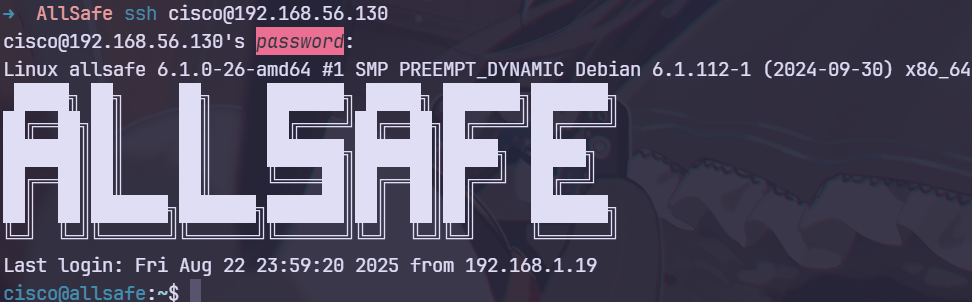 →  AllSafe ssh cisco@192.168.56.130
cisco@192.168.56.130's password:
Linux allsafe 6.1.0-26-amd64 #1 SMP PREEMPT_DYNAMIC Debian 6.1.112-1 (2024-09-30) x86_64
ALLSAFE
Last login: Fri Aug 22 23:59:20 2025 from 192.168.1.19
cisco@allsafe:~$